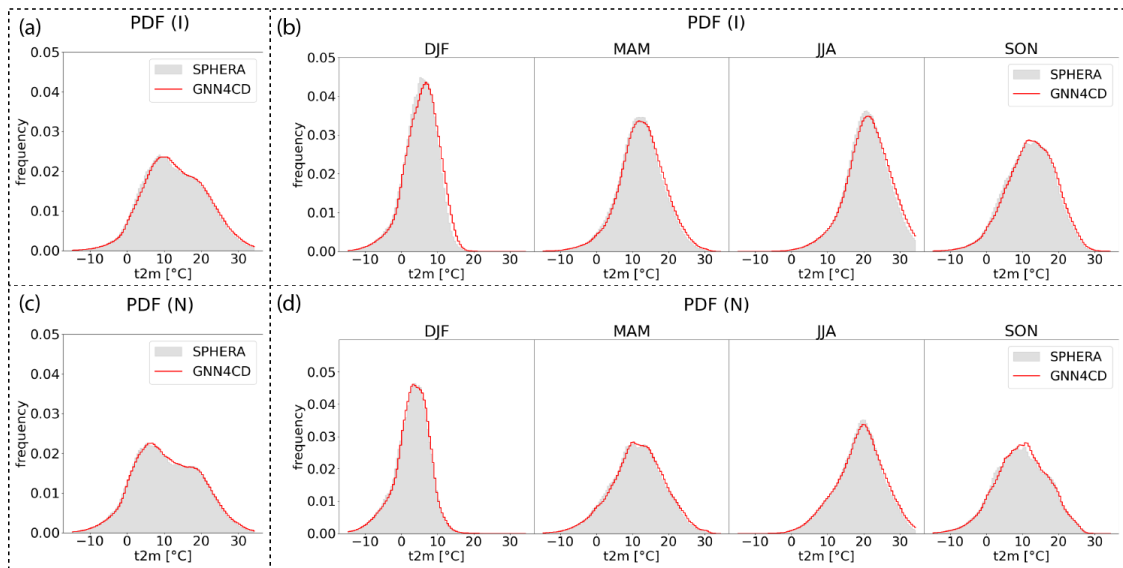 (a)
PDF (I)
0.05
0.04
0.03
0.02
0.01
0.00
frequency
SPHERA
GNN4CD
−10 0 10 20 30
t2m [°C]
(b)
PDF (I)
DJF MAM JJA SON
0.05
0.04
0.03
0.02
0.01
0.00
frequency
SPHERA
GNN4CD
−10 0 10 20 30 −10 0 10 20 30 −10 0 10 20 30 −10 0 10 20 30
t2m [°C] t2m [°C] t2m [°C] t2m [°C]
(c)
PDF (N)
0.05
0.04
0.03
0.02
0.01
0.00
frequency
SPHERA
GNN4CD
−10 0 10 20 30
t2m [°C]
(d)
PDF (N)
DJF MAM JJA SON
0.05
0.04
0.03
0.02
0.01
0.00
frequency
SPHERA
GNN4CD
−10 0 10 20 30 −10 0 10 20 30 −10 0 10 20 30 −10 0 10 20 30
t2m [°C] t2m [°C] t2m [°C] t2m [°C]